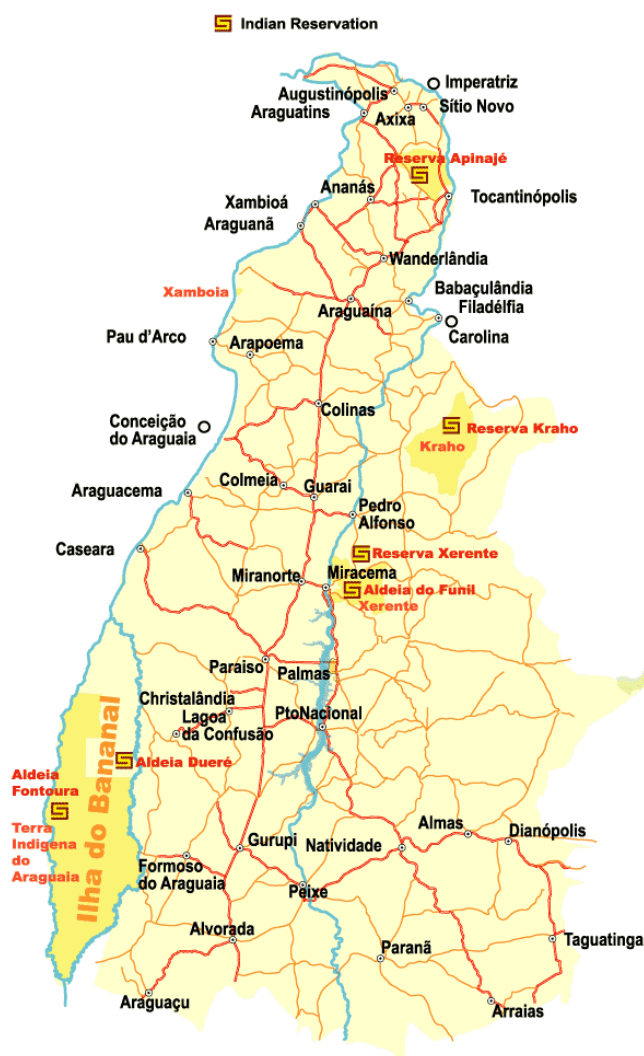 Indian Reservation
Imperatriz
Augustinópolis
Sítio Novo
Araguatins
Axixa
Reserva Apinajé
Ananás
Xambioá
Tocantinópolis
Araguanã
Wanderlândia
Xamboia
Babaçulândia
Araguaína
Filadélfia
Carolina
Pau d'Arco
Arapoema
Colinas
Conceição
do Araguaia
Reserva Kraho
Kraho
Colmeia
Guarai
Araguacema
Pedro
Alfonso
Caseara
Reserva Xerente
Miranorte
Miracema
Aldeia do Funil
Xerente
Paraiso
Palmas
Christalândia
Lagoa
da Confusão
PtoNacional
Ilha do Bananal
Aldeia Dueré
Aldeia
Fontoura
Terra
Indigena
do
Araguaia
Almas
Dianópolis
Gurupi
Natividade
Formoso
do Araguaia
Peixe
Alvorada
Paranã
Taguatinga
Araguaçu
Arraias